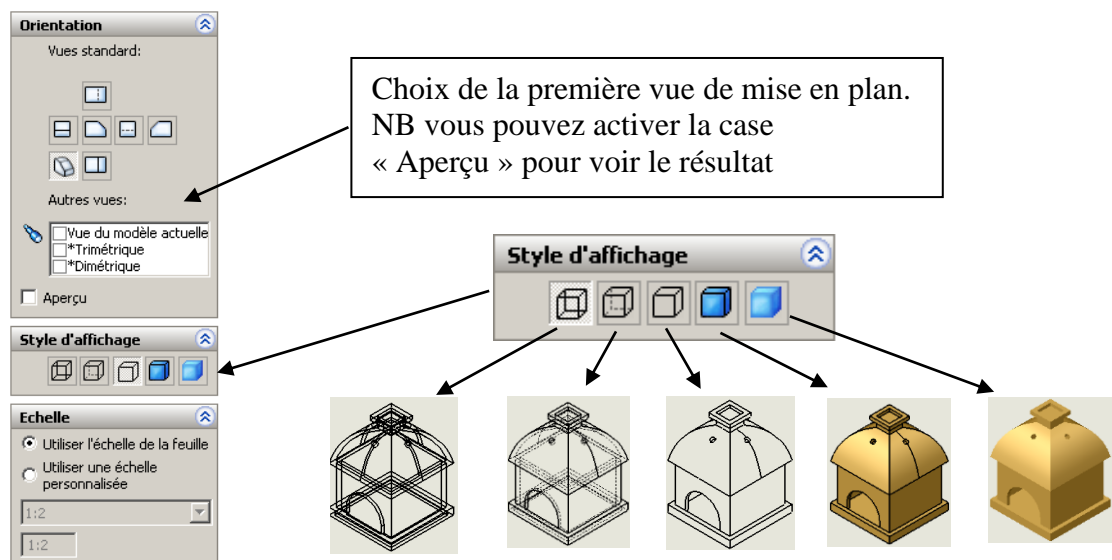 Orientation
Vues standard:
Autres vues:
Vue du modèle actuelle
*Trimétrique
*Dimétrique
Aperçu
Choix de la première vue de mise en plan.
NB vous pouvez activer la case
« Aperçu » pour voir le résultat
Style d'affichage
Style d'affichage
Echelle
Utiliser l'échelle de la feuille
Utiliser une échelle
personnalisée
1:2
1:2